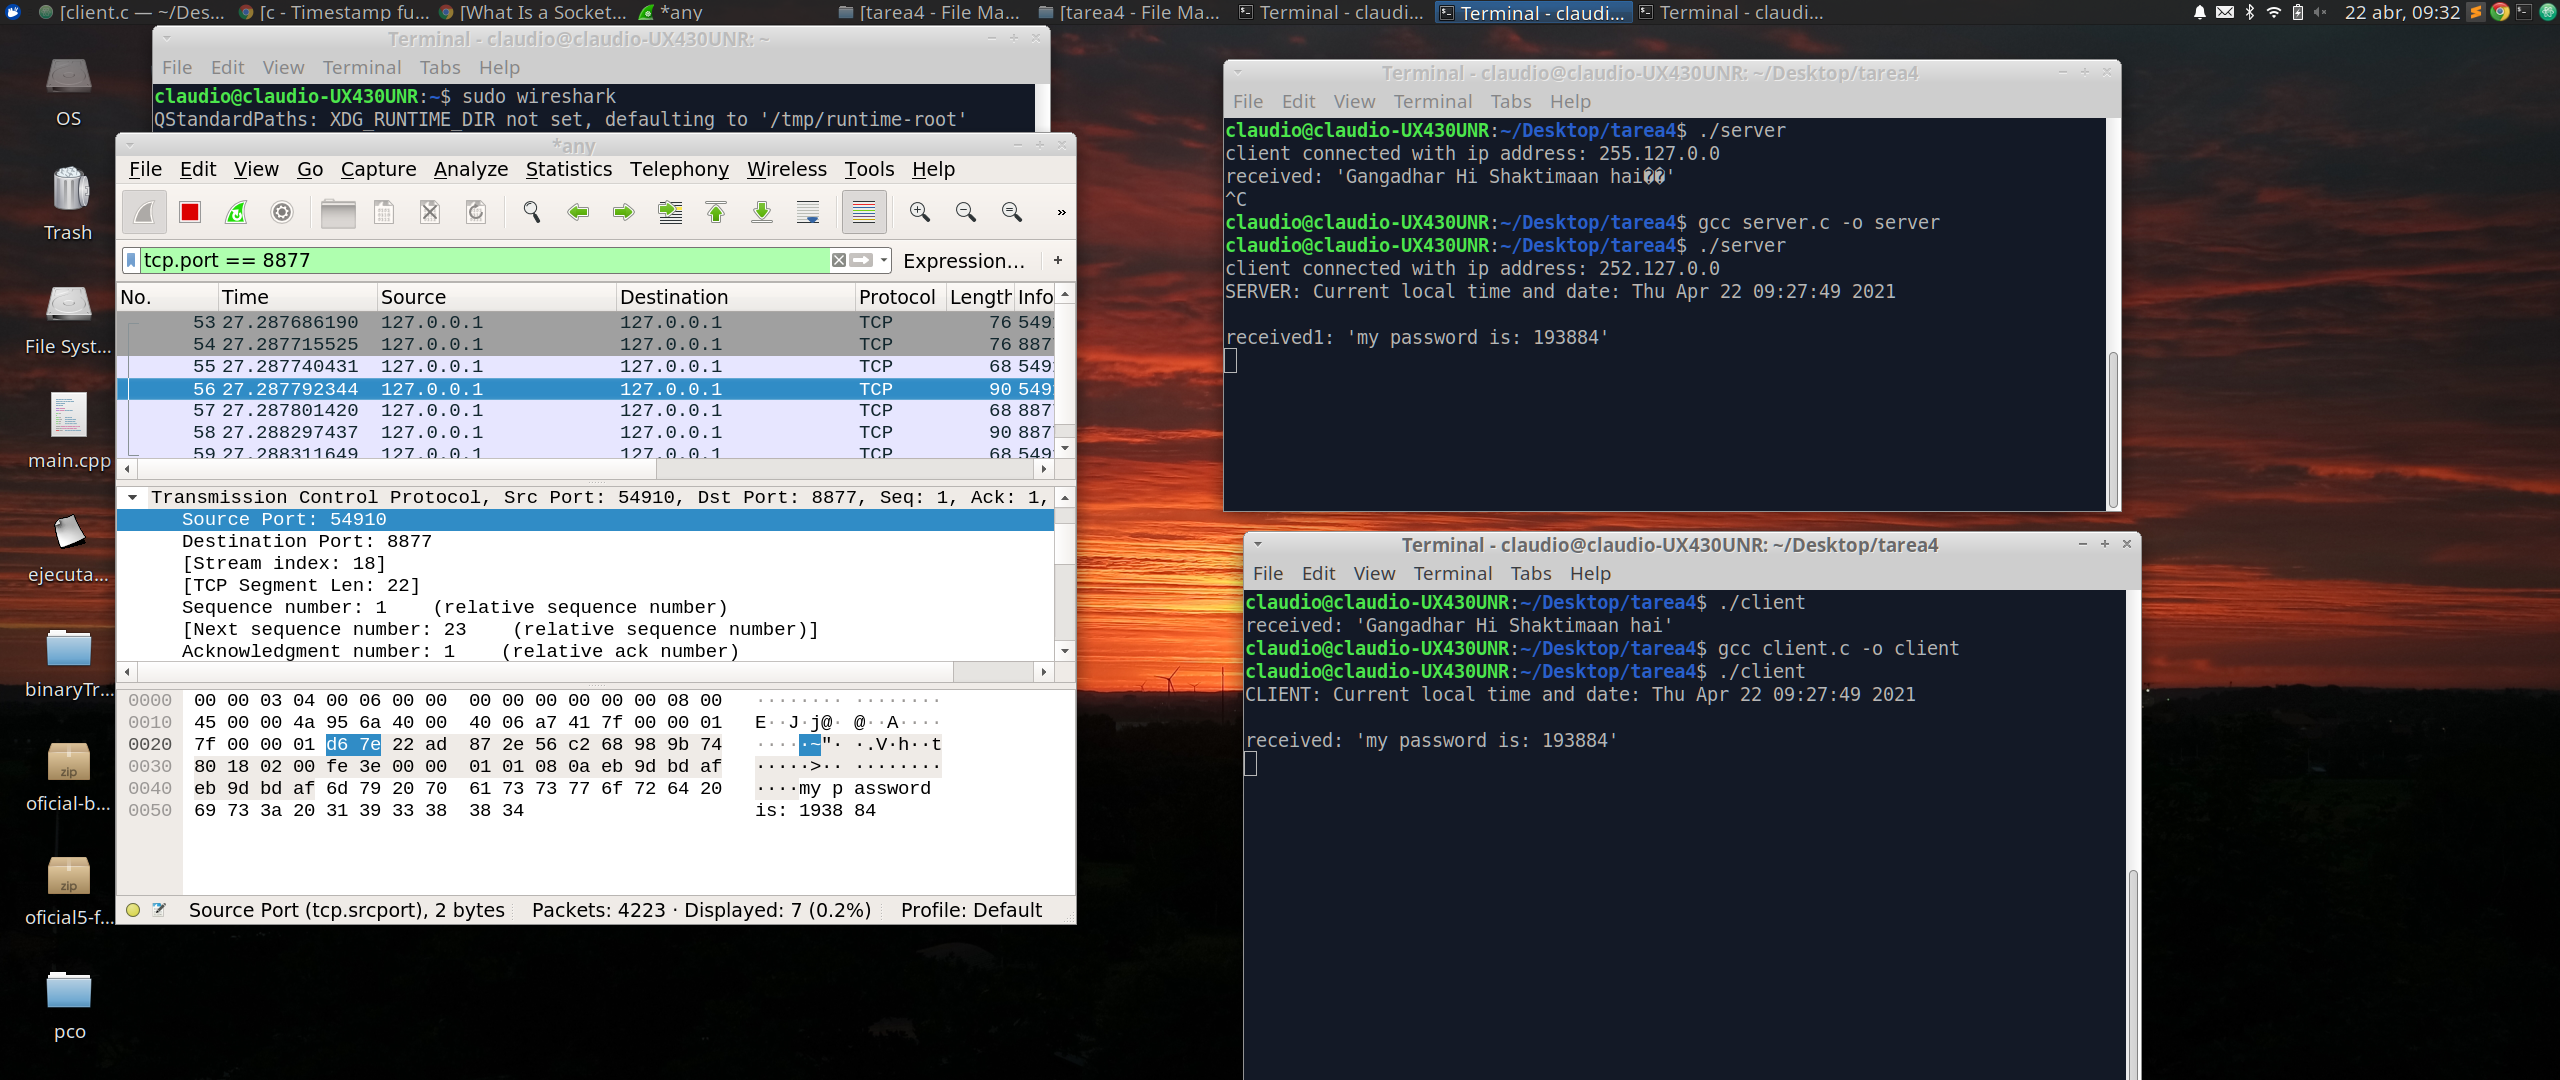 [client.c — ~/Des...
[c - Timestamp fu...
[What Is a Socket...
*any
[tarea4 - File Ma...
[tarea4 - File Ma...
Terminal - claudi...
Terminal - claudi...
Terminal - claudi...
22 abr, 09:32
OS
Trash
File Syst...
main.cpp
ejecuta...
binaryTr...
zip
oficial-b...
zip
oficial5-f...
pco
Terminal - claudio@claudio-UX430UNR: ~
File Edit View Terminal Tabs Help
claudio@claudio-UX430UNR:~$ sudo wireshark
QStandardPaths: XDG_RUNTIME_DIR not set, defaulting to '/tmp/runtime-root'
*any
File Edit View Go Capture Analyze Statistics Telephony Wireless Tools Help
tcp.port == 8877
Expression... +
No. Time Source Destination Protocol Length Info
53 27.287686190 127.0.0.1 127.0.0.1 TCP 76 549
54 27.287715525 127.0.0.1 127.0.0.1 TCP 76 887
55 27.287740431 127.0.0.1 127.0.0.1 TCP 68 549
56 27.287792344 127.0.0.1 127.0.0.1 TCP 90 549
57 27.287801420 127.0.0.1 127.0.0.1 TCP 68 887
58 27.288297437 127.0.0.1 127.0.0.1 TCP 90 887
59 27.288311649 127.0.0.1 127.0.0.1 TCP 68 549
Transmission Control Protocol, Src Port: 54910, Dst Port: 8877, Seq: 1, Ack: 1,
Source Port: 54910
Destination Port: 8877
[Stream index: 18]
[TCP Segment Len: 22]
Sequence number: 1 (relative sequence number)
[Next sequence number: 23 (relative sequence number)]
Acknowledgment number: 1 (relative ack number)
0000 00 00 03 04 00 06 00 00 00 00 00 00 00 00 08 00 ········ ········
0010 45 00 00 4a 95 6a 40 00 40 06 a7 41 7f 00 00 01 E··J·j@· @··A····
0020 7f 00 00 01 d6 7e 22 ad 87 2e 56 c2 68 98 9b 74 ·····~"· ·.V·h··t
0030 80 18 02 00 fe 3e 00 00 01 01 08 0a eb 9d bd af ·····>·· ········
0040 eb 9d bd af 6d 79 20 70 61 73 73 77 6f 72 64 20 ····my p assword
0050 69 73 3a 20 31 39 33 38 38 34 is: 1938 84
Source Port (tcp.srcport), 2 bytes Packets: 4223 · Displayed: 7 (0.2%) Profile: Default
Terminal - claudio@claudio-UX430UNR: ~/Desktop/tarea4
File Edit View Terminal Tabs Help
claudio@claudio-UX430UNR:~/Desktop/tarea4$ ./server
client connected with ip address: 255.127.0.0
received: 'Gangadhar Hi Shaktimaan hai��'
^C
claudio@claudio-UX430UNR:~/Desktop/tarea4$ gcc server.c -o server
claudio@claudio-UX430UNR:~/Desktop/tarea4$ ./server
client connected with ip address: 252.127.0.0
SERVER: Current local time and date: Thu Apr 22 09:27:49 2021
received1: 'my password is: 193884'
Terminal - claudio@claudio-UX430UNR: ~/Desktop/tarea4
File Edit View Terminal Tabs Help
claudio@claudio-UX430UNR:~/Desktop/tarea4$ ./client
received: 'Gangadhar Hi Shaktimaan hai'
claudio@claudio-UX430UNR:~/Desktop/tarea4$ gcc client.c -o client
claudio@claudio-UX430UNR:~/Desktop/tarea4$ ./client
CLIENT: Current local time and date: Thu Apr 22 09:27:49 2021
received: 'my password is: 193884'